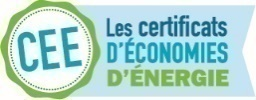 CEE
Les certificats
D'ÉCONOMIES
D'ÉNERGIE